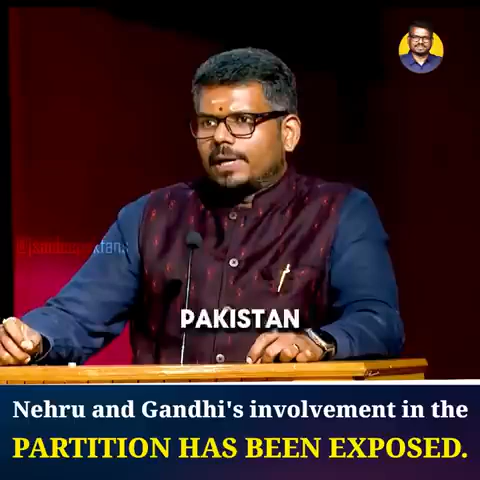 PAKISTAN
Nehru and Gandhi's involvement in the
PARTITION HAS BEEN EXPOSED.